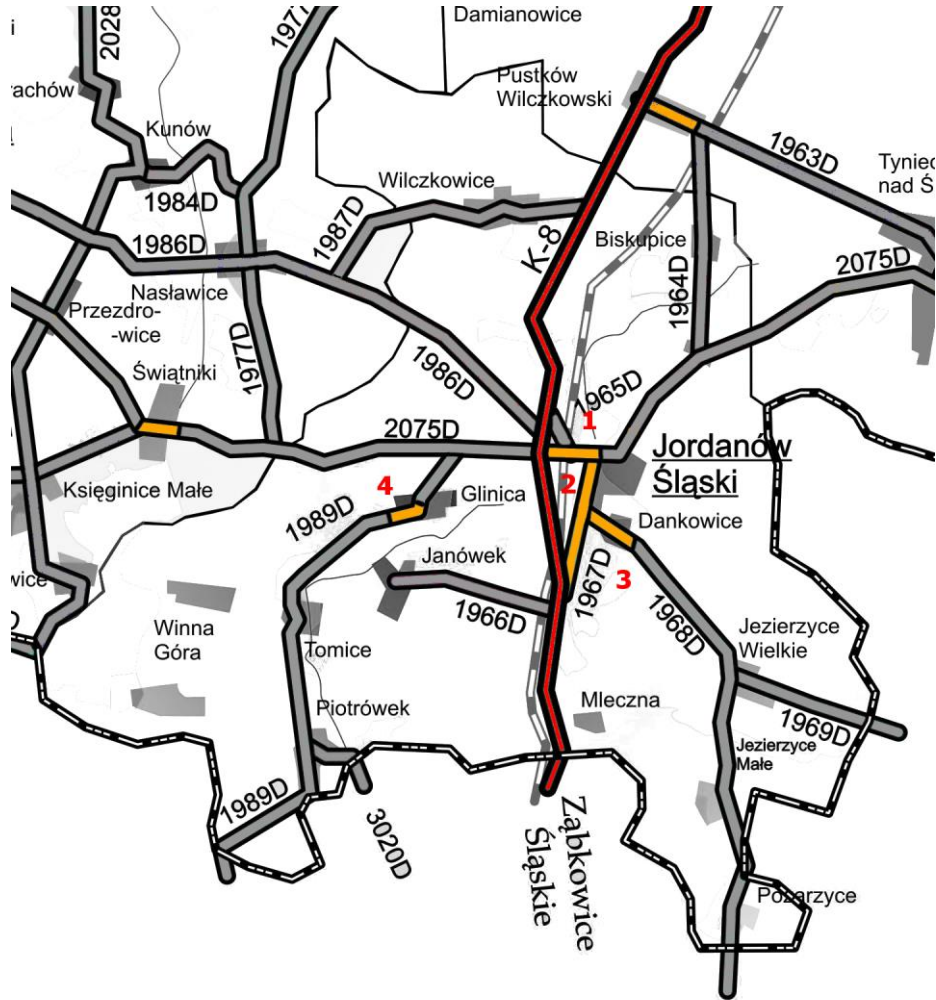 Damianowice
2028
1977
Pustków
Wilczkowski
rachów
Kunów
1963D
Tyniec
nad Ś
1984D
Wilczkowice
1987D
K-8
Biskupice
1986D
1964D
2075D
Nasławice
Przezdro-
-wice
1977D
Świątniki
1986D
1965D
1
2075D
Jordanów
Śląski
Księginice Małe
4
Glinica
2
Dankowice
1989D
Janówek
1967D
3
wice
1966D
1968D
Winna
Góra
Tomice
Jezierzyce
Wielkie
Piotrówek
Mleczna
1969D
Jezierzyce
Małe
1989D
3020D
Ząbkowice
Śląskie
Pożarzyce